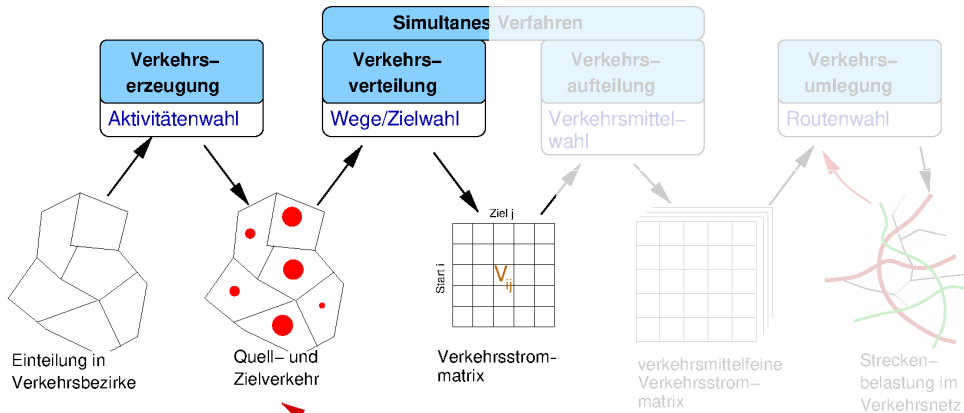 Simultanes Verfahren
Verkehrs–
erzeugung
Aktivitätenwahl
Verkehrs–
verteilung
Wege/Zielwahl
Verkehrs–
aufteilung
Verkehrsmittel–
wahl
Verkehrs–
umlegung
Routenwahl
Einteilung in
Verkehrsbezirke
Quell– und
Zielverkehr
Ziel j
Start i
Vij
Verkehrsstrom–
matrix
verkehrsmittelfeine
Verkehrsstrom–
matrix
Strecken–
belastung im
Verkehrsnetz